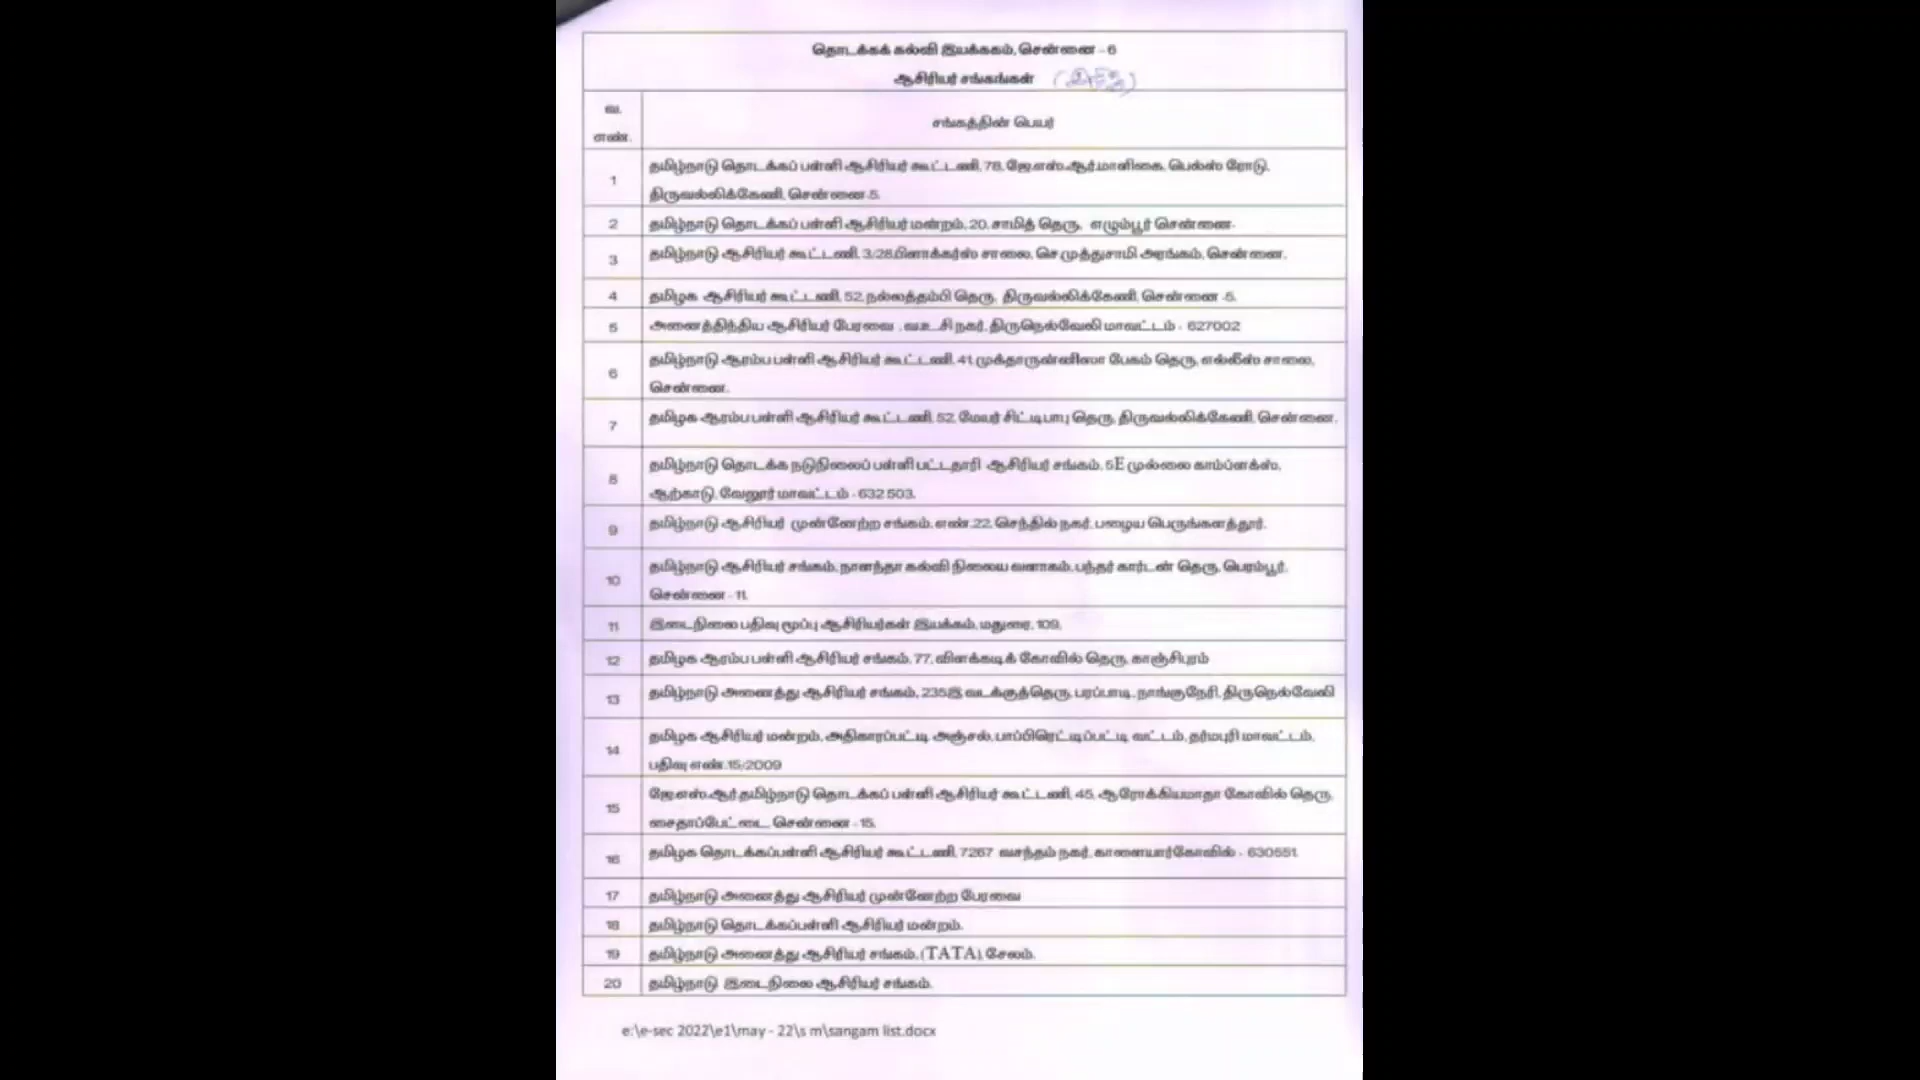 தொடக்கக் கல்வி இயக்ககம், சென்னை - 6
ஆசிரியர் சங்கங்கள்
வ.
எண்.
சங்கத்தின் பெயர்
1
தமிழ்நாடு தொடக்கப் பள்ளி ஆசிரியர் கூட்டணி, 78, ஜே.எஸ்.ஆர்.மாளிகை, பெல்ஸ் ரோடு,
திருவல்லிக்கேணி, சென்னை-5.
2
தமிழ்நாடு தொடக்கப் பள்ளி ஆசிரியர் மன்றம், 20, சாமித் தெரு, எழும்பூர் சென்னை-
3
தமிழ்நாடு ஆசிரியர் கூட்டணி, 3/28,பிளாக்கர்ஸ் சாலை, செ.முத்துசாமி அரங்கம், சென்னை.
4
தமிழக ஆசிரியர் கூட்டணி, 52, நல்லத்தம்பி தெரு, திருவல்லிக்கேணி, சென்னை -5.
5
அனைத்திந்திய ஆசிரியர் பேரவை , வ.உ.சி நகர், திருநெல்வேலி மாவட்டம் - 627002
6
தமிழ்நாடு ஆரம்ப பள்ளி ஆசிரியர் கூட்டணி, 41, முக்தாருண்ணிஸா பேகம் தெரு, எல்லீஸ் சாலை,
சென்னை.
7
தமிழக ஆரம்ப பள்ளி ஆசிரியர் கூட்டணி, 52, மேயர் சிட்டிபாபு தெரு, திருவல்லிக்கேணி, சென்னை.
8
தமிழ்நாடு தொடக்க நடுநிலைப் பள்ளி பட்டதாரி ஆசிரியர் சங்கம், 5E முல்லை காம்ப்ளக்ஸ்,
ஆற்காடு, வேலூர் மாவட்டம் - 632 503.
9
தமிழ்நாடு ஆசிரியர் முன்னேற்ற சங்கம், எண்.22, செந்தில் நகர், பழைய பெருங்களத்தூர்.
10
தமிழ்நாடு ஆசிரியர் சங்கம், நாளந்தா கல்வி நிலைய வளாகம், பந்தர் கார்டன் தெரு, பெரம்பூர்,
சென்னை - 11.
11
இடைநிலை பதிவு மூப்பு ஆசிரியர்கள் இயக்கம், மதுரை, 109,
12
தமிழக ஆரம்ப பள்ளி ஆசிரியர் சங்கம், 77, விளக்கடிக் கோவில் தெரு, காஞ்சிபுரம்
13
தமிழ்நாடு அனைத்து ஆசிரியர் சங்கம், 235இ வடக்குத்தெரு, பரப்பாடி, நாங்குநேரி, திருநெல்வேலி
14
தமிழக ஆசிரியர் மன்றம், அதிகாரப்பட்டி அஞ்சல், பாப்பிரெட்டிப்பட்டி வட்டம், தர்மபுரி மாவட்டம்,
பதிவு எண்.15/2009
15
ஜே.எஸ்.ஆர்.தமிழ்நாடு தொடக்கப் பள்ளி ஆசிரியர் கூட்டணி, 45, ஆரோக்கியமாதா கோவில் தெரு,
சைதாப்பேட்டை, சென்னை - 15.
16
தமிழக தொடக்கப்பள்ளி ஆசிரியர் கூட்டணி, 7267 வசந்தம் நகர், காளையார்கோவில் - 630551.
17
தமிழ்நாடு அனைத்து ஆசிரியர் முன்னேற்ற பேரவை
18
தமிழ்நாடு தொடக்கப்பள்ளி ஆசிரியர் மன்றம்.
19
தமிழ்நாடு அனைத்து ஆசிரியர் சங்கம், (TATA), சேலம்.
20
தமிழ்நாடு இடைநிலை ஆசிரியர் சங்கம்.
e:\e-sec 2022\e1\may - 22\s m\sangam list.docx